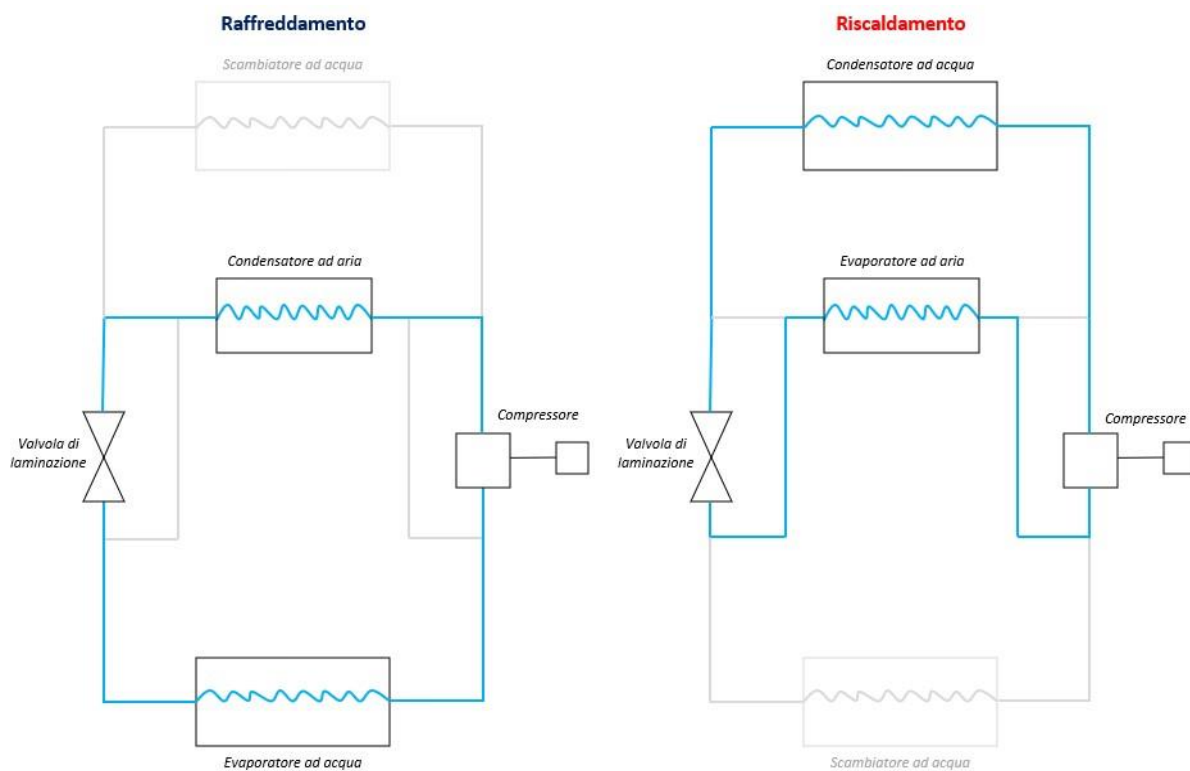 Raffreddamento
Scambiatore ad acqua
Condensatore ad aria
Compressore
Valvola di
laminazione
Evaporatore ad acqua
Riscaldamento
Condensatore ad acqua
Evaporatore ad aria
Compressore
Valvola di
laminazione
Scambiatore ad acqua